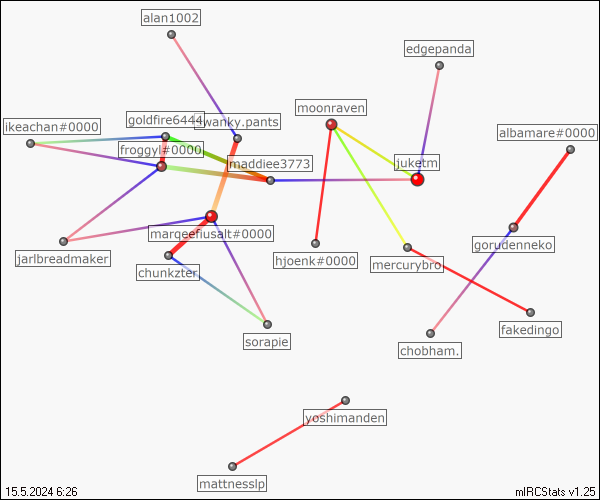 alan1002
edgepanda
moonraven
goldfire6444
wanky.pants
ikeachan#0000
albamare#0000
froggyl#0000
maddiee3773
juketm
marqeefiusalt#0000
gorudenneko
jarlbreadmaker
chunkzter
hjoenk#0000
mercurybro
fakedingo
sorapie
chobham.
yoshimanden
mattnesslp
15.5.2024 6:26
mIRCStats v1.25